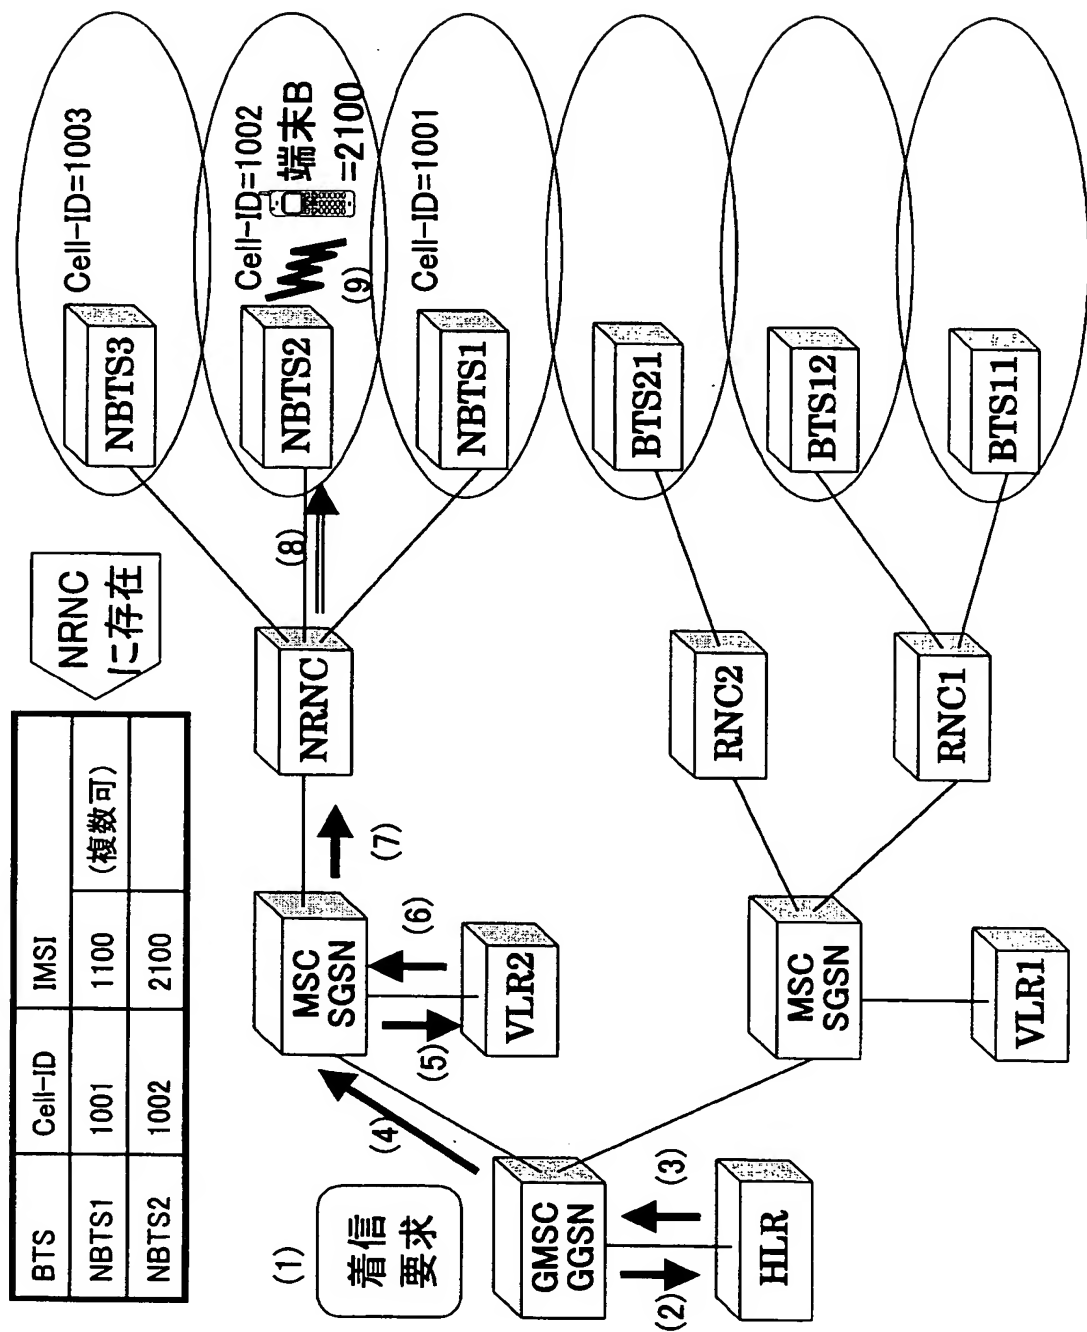 BTS Cell-ID IMSI
NBTS1 1001 1100 (複数可)
NBTS2 1002 2100
NRNC
に存在
(1)
着信
要求
GMSC
GGSN
(2)
(3)
HLR
(4)
MSC
SGSN
(5)
(6)
VLR2
(7)
NRNC
(8)
NBTS3
Cell-ID=1003
NBTS2
Cell-ID=1002
端末B
=2100
(9)
NBTS1
Cell-ID=1001
MSC
SGSN
VLR1
RNC2
RNC1
BTS21
BTS12
BTS11